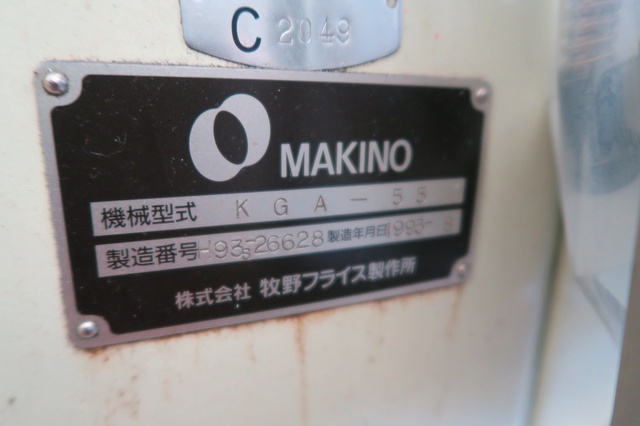 C 2049
MAKINO
機械型式 KGA-55
製造番号 H93-26628 製造年月日 1993-8
株式会社 牧野フライス製作所